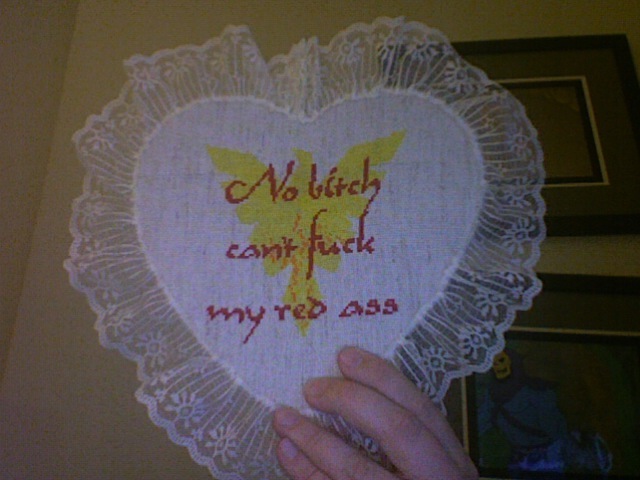 No bitch
can't fuck
my red ass